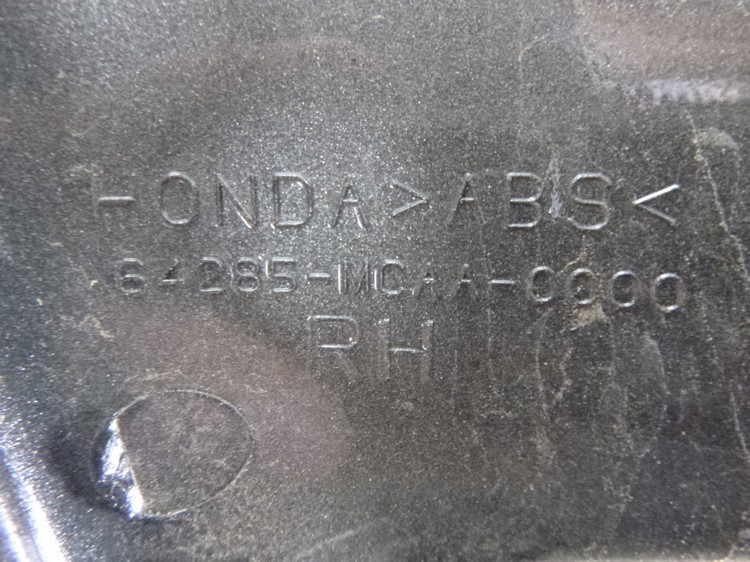 HONDA >ABS<
64285-MCAA-0000
RH